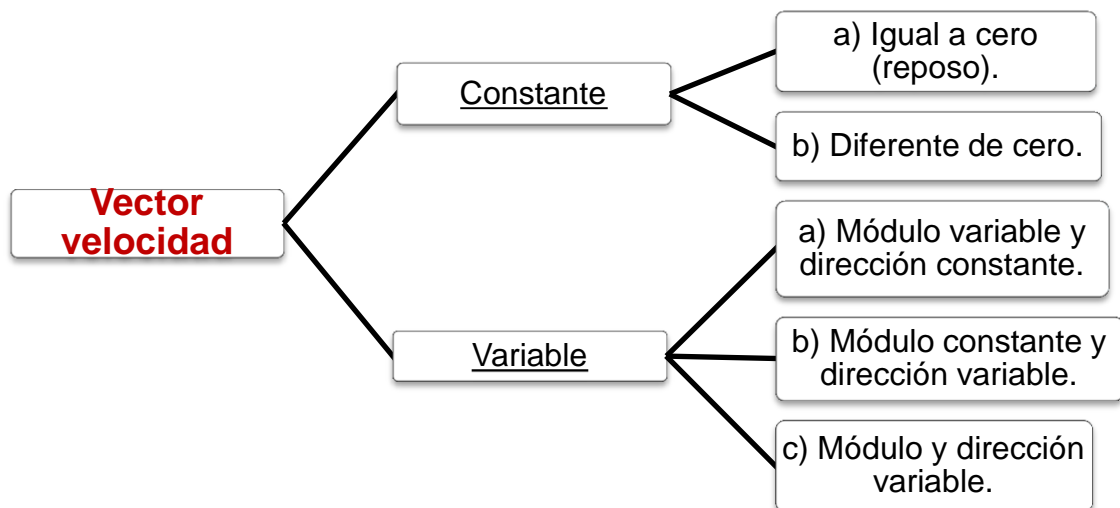 Vector
velocidad
Constante
a) Igual a cero
(reposo).
b) Diferente de cero.
Variable
a) Módulo variable y
dirección constante.
b) Módulo constante y
dirección variable.
c) Módulo y dirección
variable.